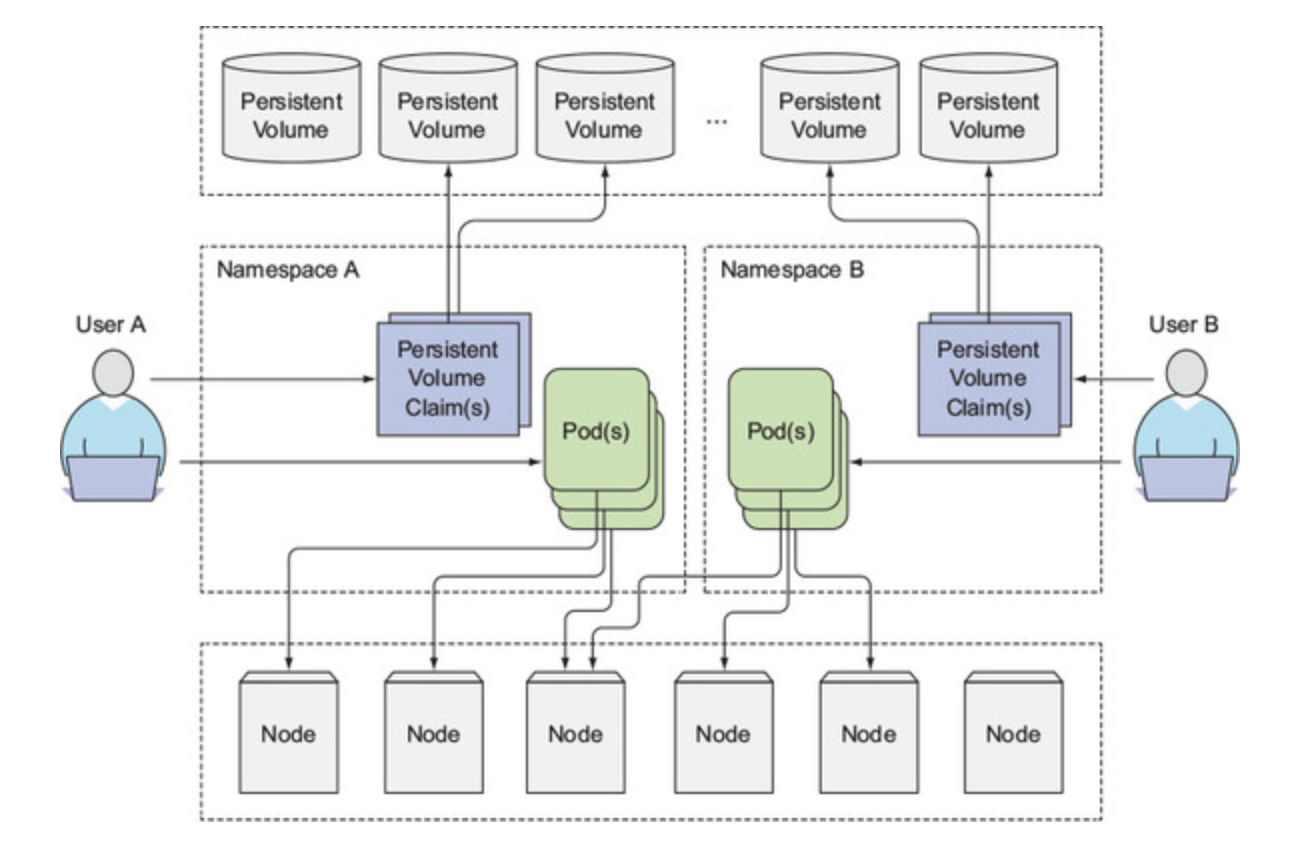 Persistent
Volume
Persistent
Volume
Persistent
Volume
...
Persistent
Volume
Persistent
Volume
Namespace A
Namespace B
User A
User B
Persistent
Volume
Claim(s)
Persistent
Volume
Claim(s)
Pod(s)
Pod(s)
Node
Node
Node
Node
Node
Node